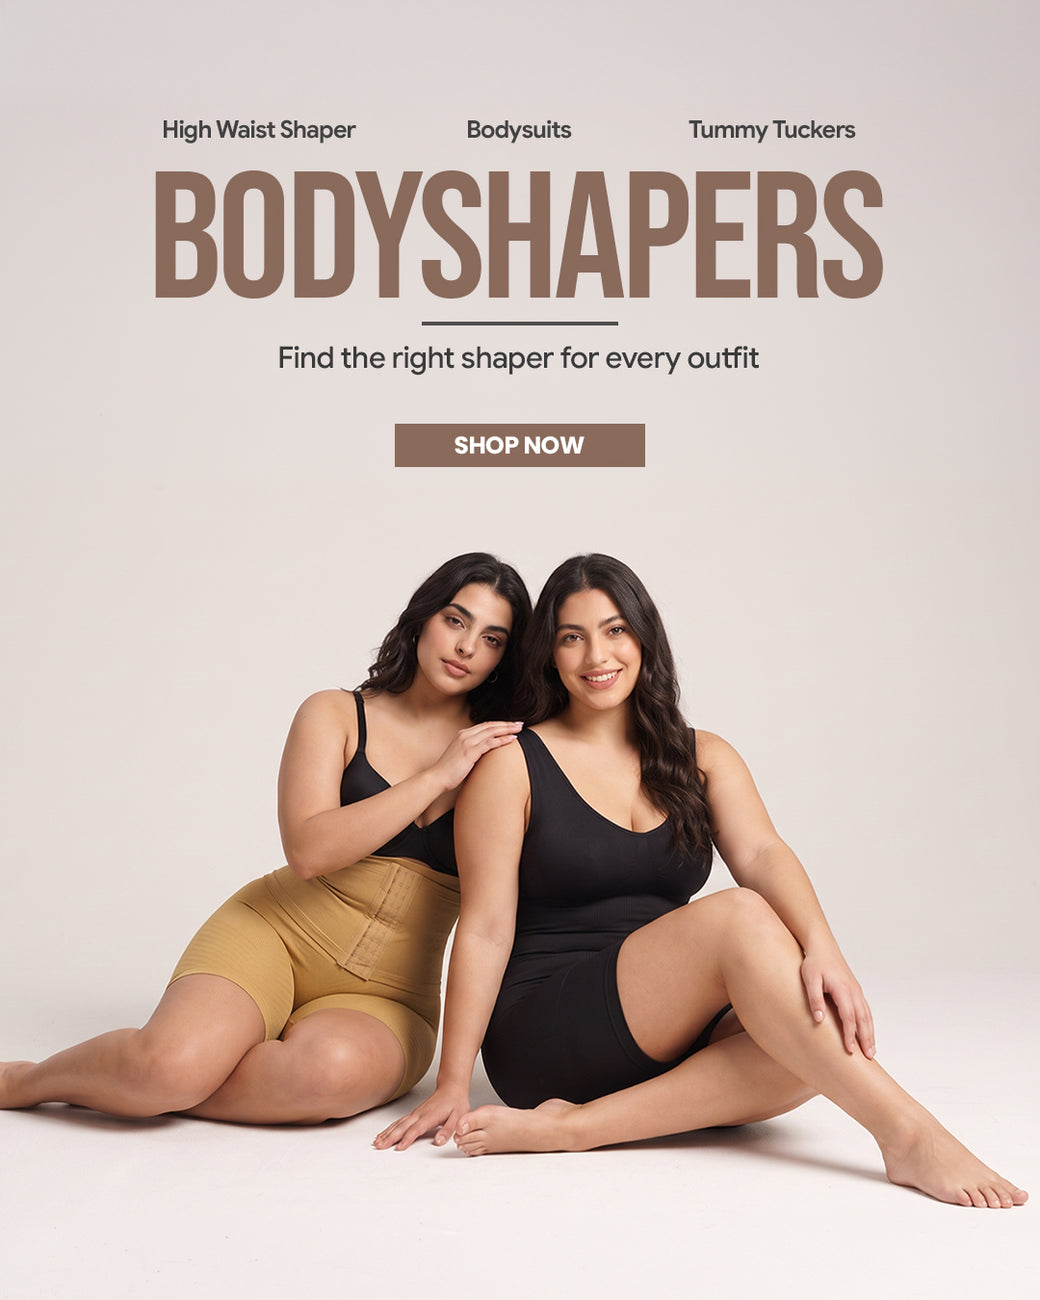 High Waist Shaper Bodysuits Tummy Tuckers
BODYSHAPERS
Find the right shaper for every outfit
SHOP NOW